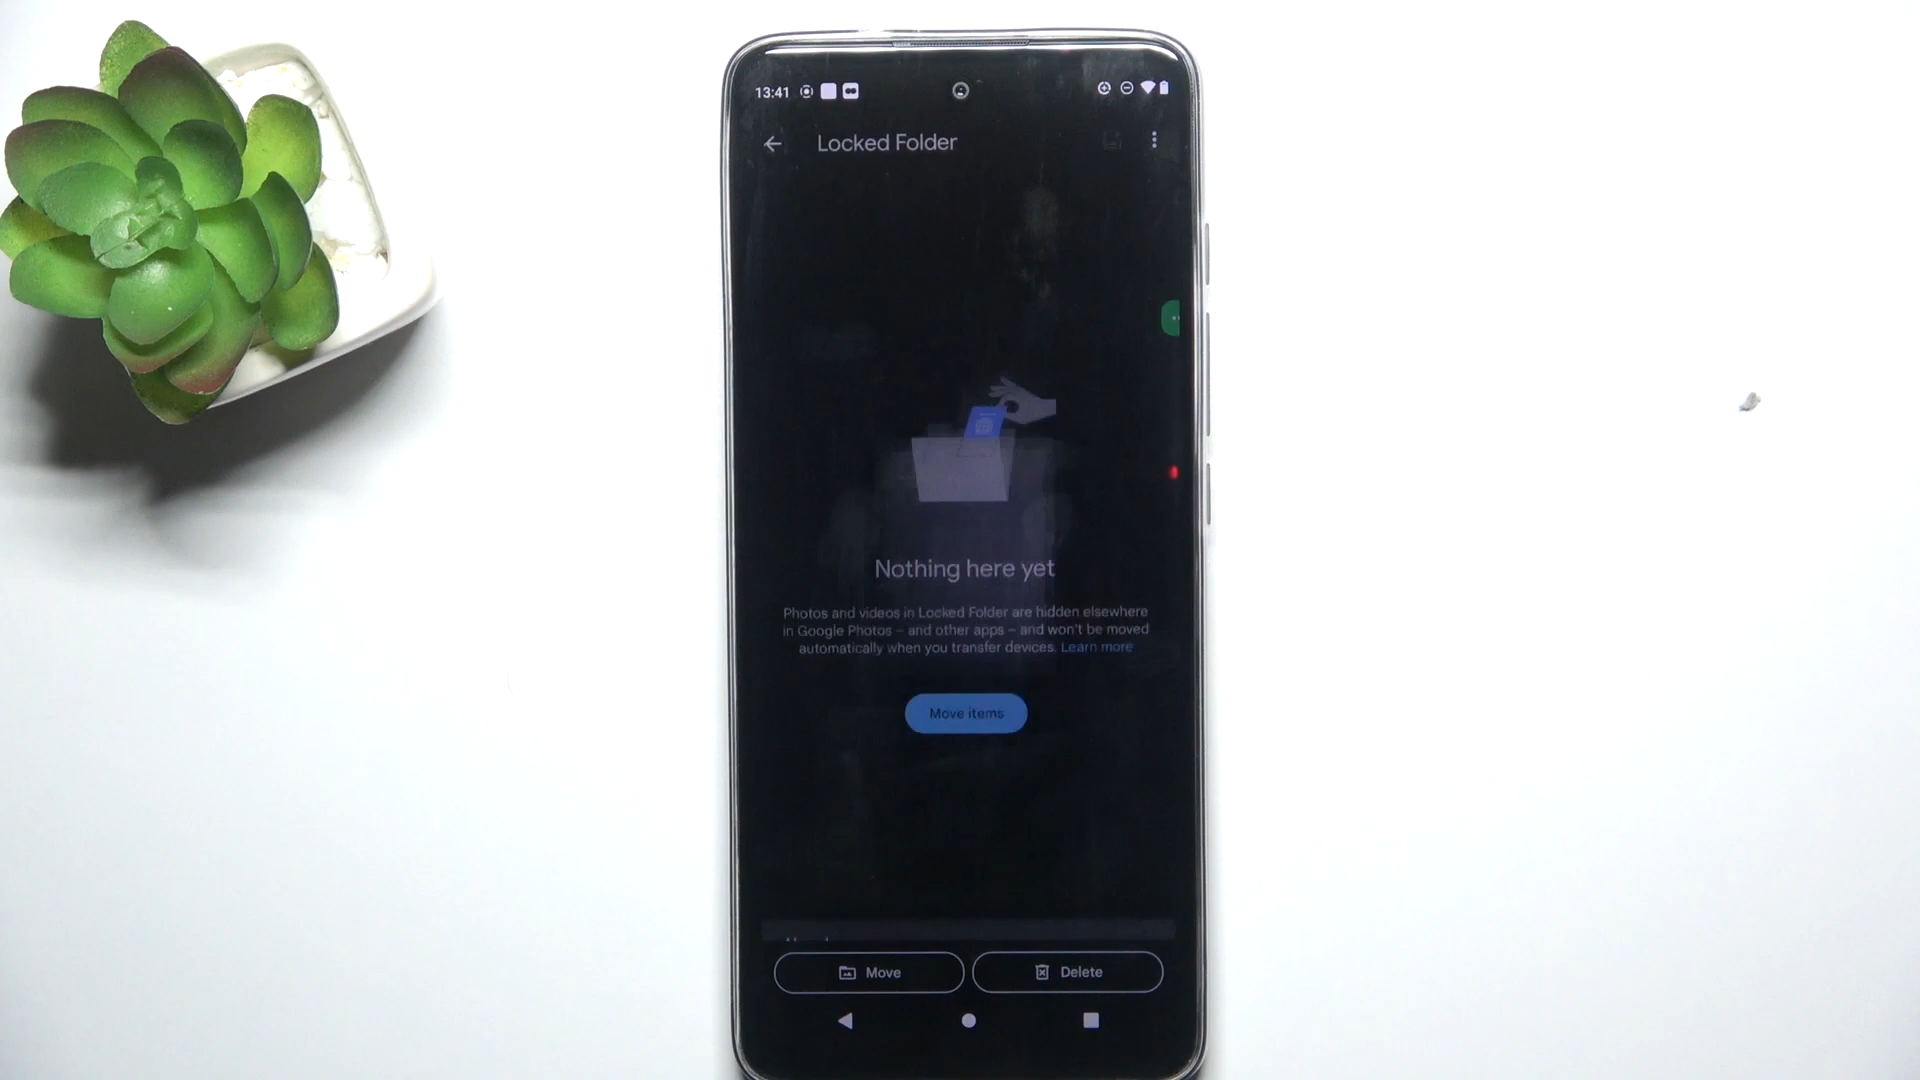 13:41
Locked Folder
Nothing here yet
Photos and videos in Locked Folder are hidden elsewhere
in Google Photos – and other apps – and won't be moved
automatically when you transfer devices. Learn more
Move items
Move
Delete